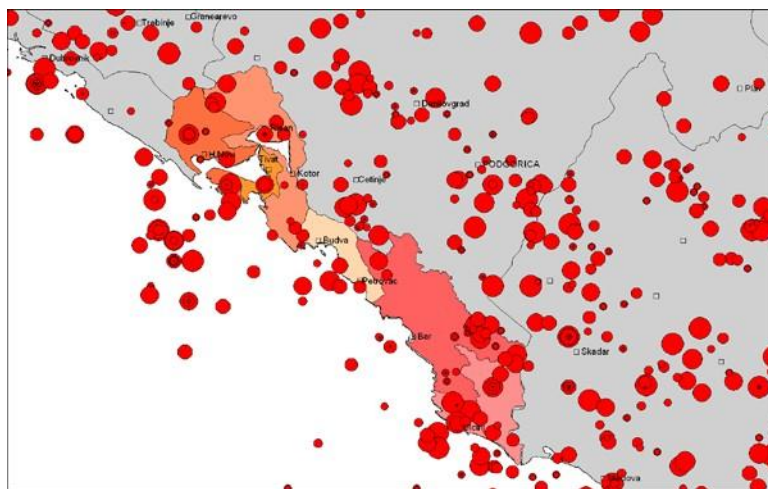 Trebinje
Grancarevo
Dubrovnik
Danilovgrad
Plav
Risan
H.Novi
Tivat
Kotor
PODGORICA
Cetinje
Budva
Petrovac
Bar
Skadar